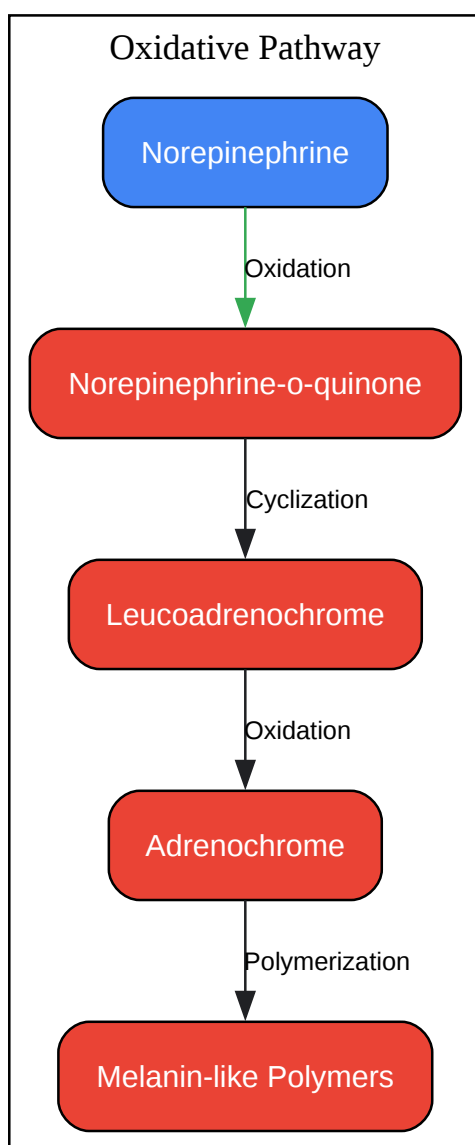 Oxidative Pathway
Norepinephrine
Oxidation
Norepinephrine-o-quinone
Cyclization
Leucoadrenochrome
Oxidation
Adrenochrome
Polymerization
Melanin-like Polymers